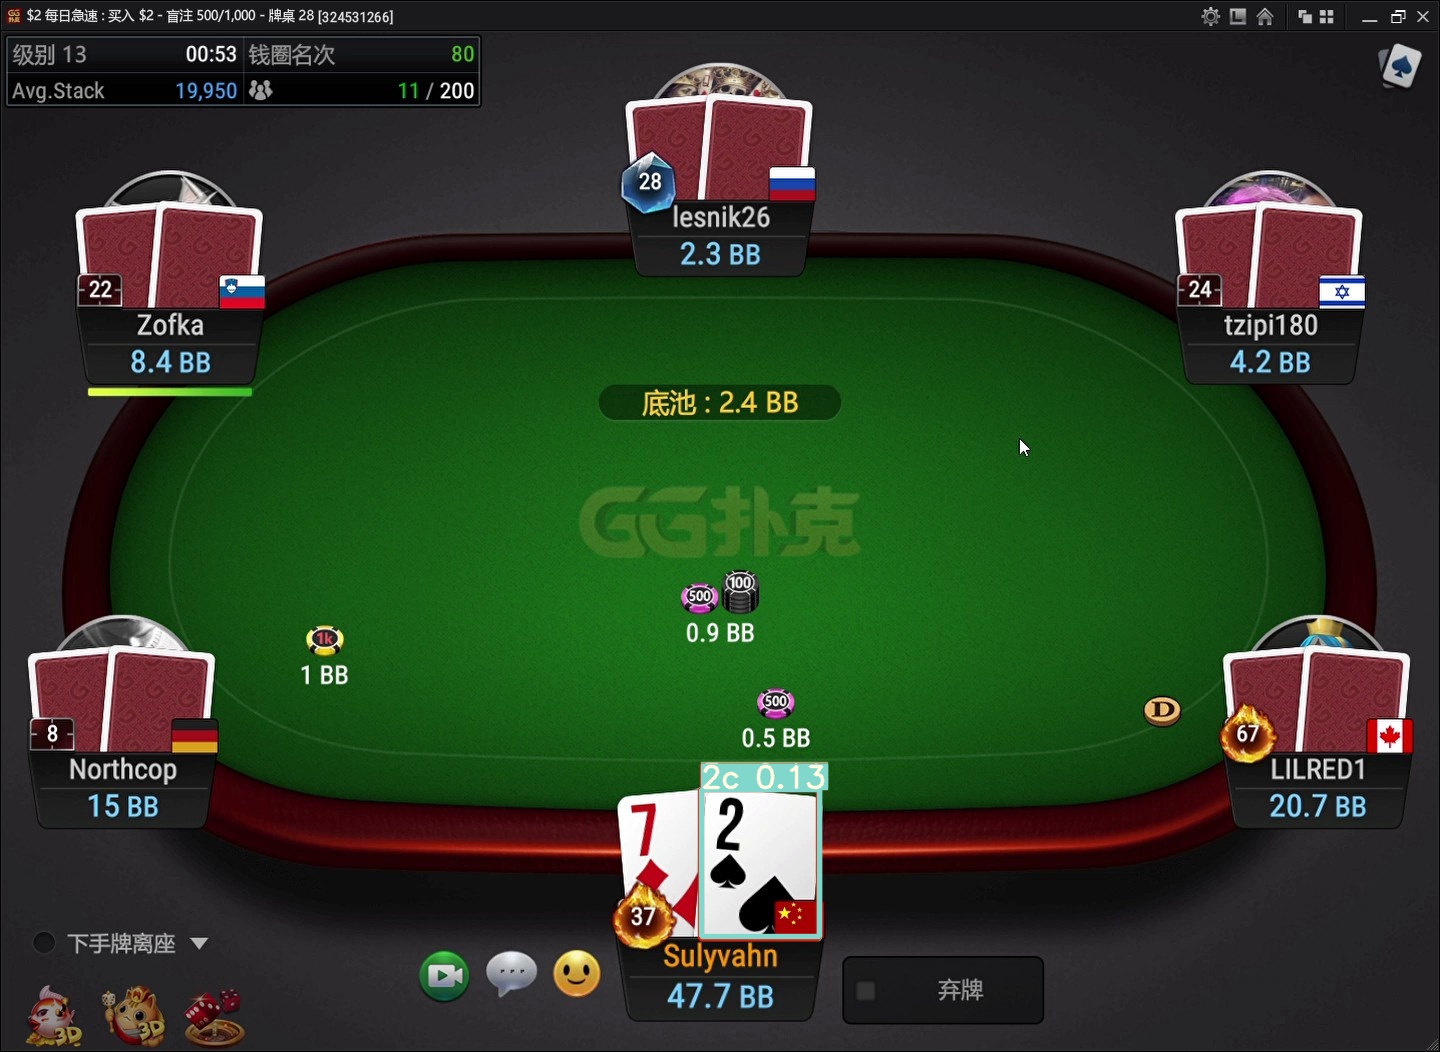 $2 每日急速 : 买入 $2 - 盲注 500/1,000 - 牌桌 28 [324531266]
级别 13 00:53 钱圈名次 80
Avg.Stack 19,950 11 / 200
28
lesnik26
2.3 BB
22
Zofka
8.4 BB
24
tzipi180
4.2 BB
底池 : 2.4 BB
GG扑克
500 100
0.9 BB
1k
1 BB
500
0.5 BB
D
8
Northcop
15 BB
67
LILRED1
20.7 BB
2c 0.13
7 2
37
Sulyvahn
47.7 BB
下手牌离座
弃牌
3D 3D